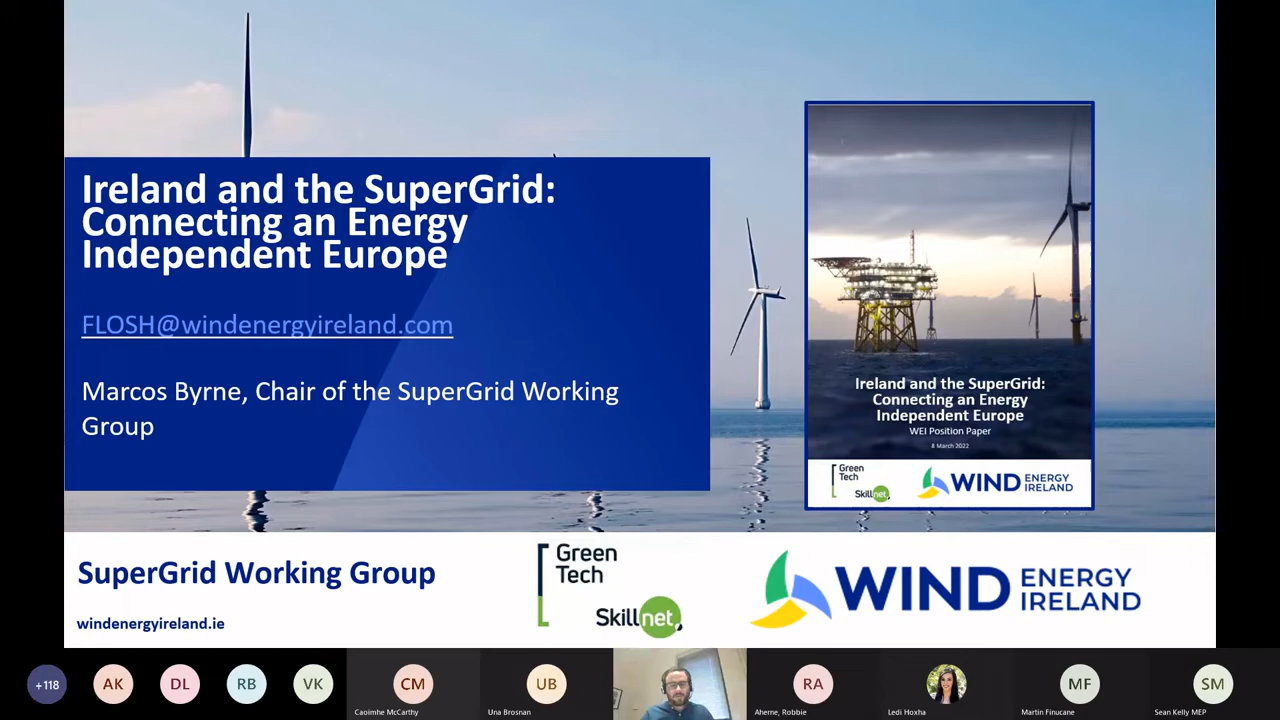 Ireland and the SuperGrid:
Connecting an Energy
Independent Europe
FLOSH@windenergyireland.com
Marcos Byrne, Chair of the SuperGrid Working
Group
Ireland and the SuperGrid:
Connecting an Energy
Independent Europe
WEI Position Paper
8 March 2022
Green
Tech
Skillnet
WIND ENERGY
IRELAND
SuperGrid Working Group
windenergyireland.ie
Green
Tech
Skillnet
WIND ENERGY
IRELAND
+118
AK
DL
RB
VK
CM
UB
RA
MF
SM
Caoimhe McCarthy
Una Brosnan
Aherne, Robbie
Ledi Hoxha
Martin Finucane
Sean Kelly MEP